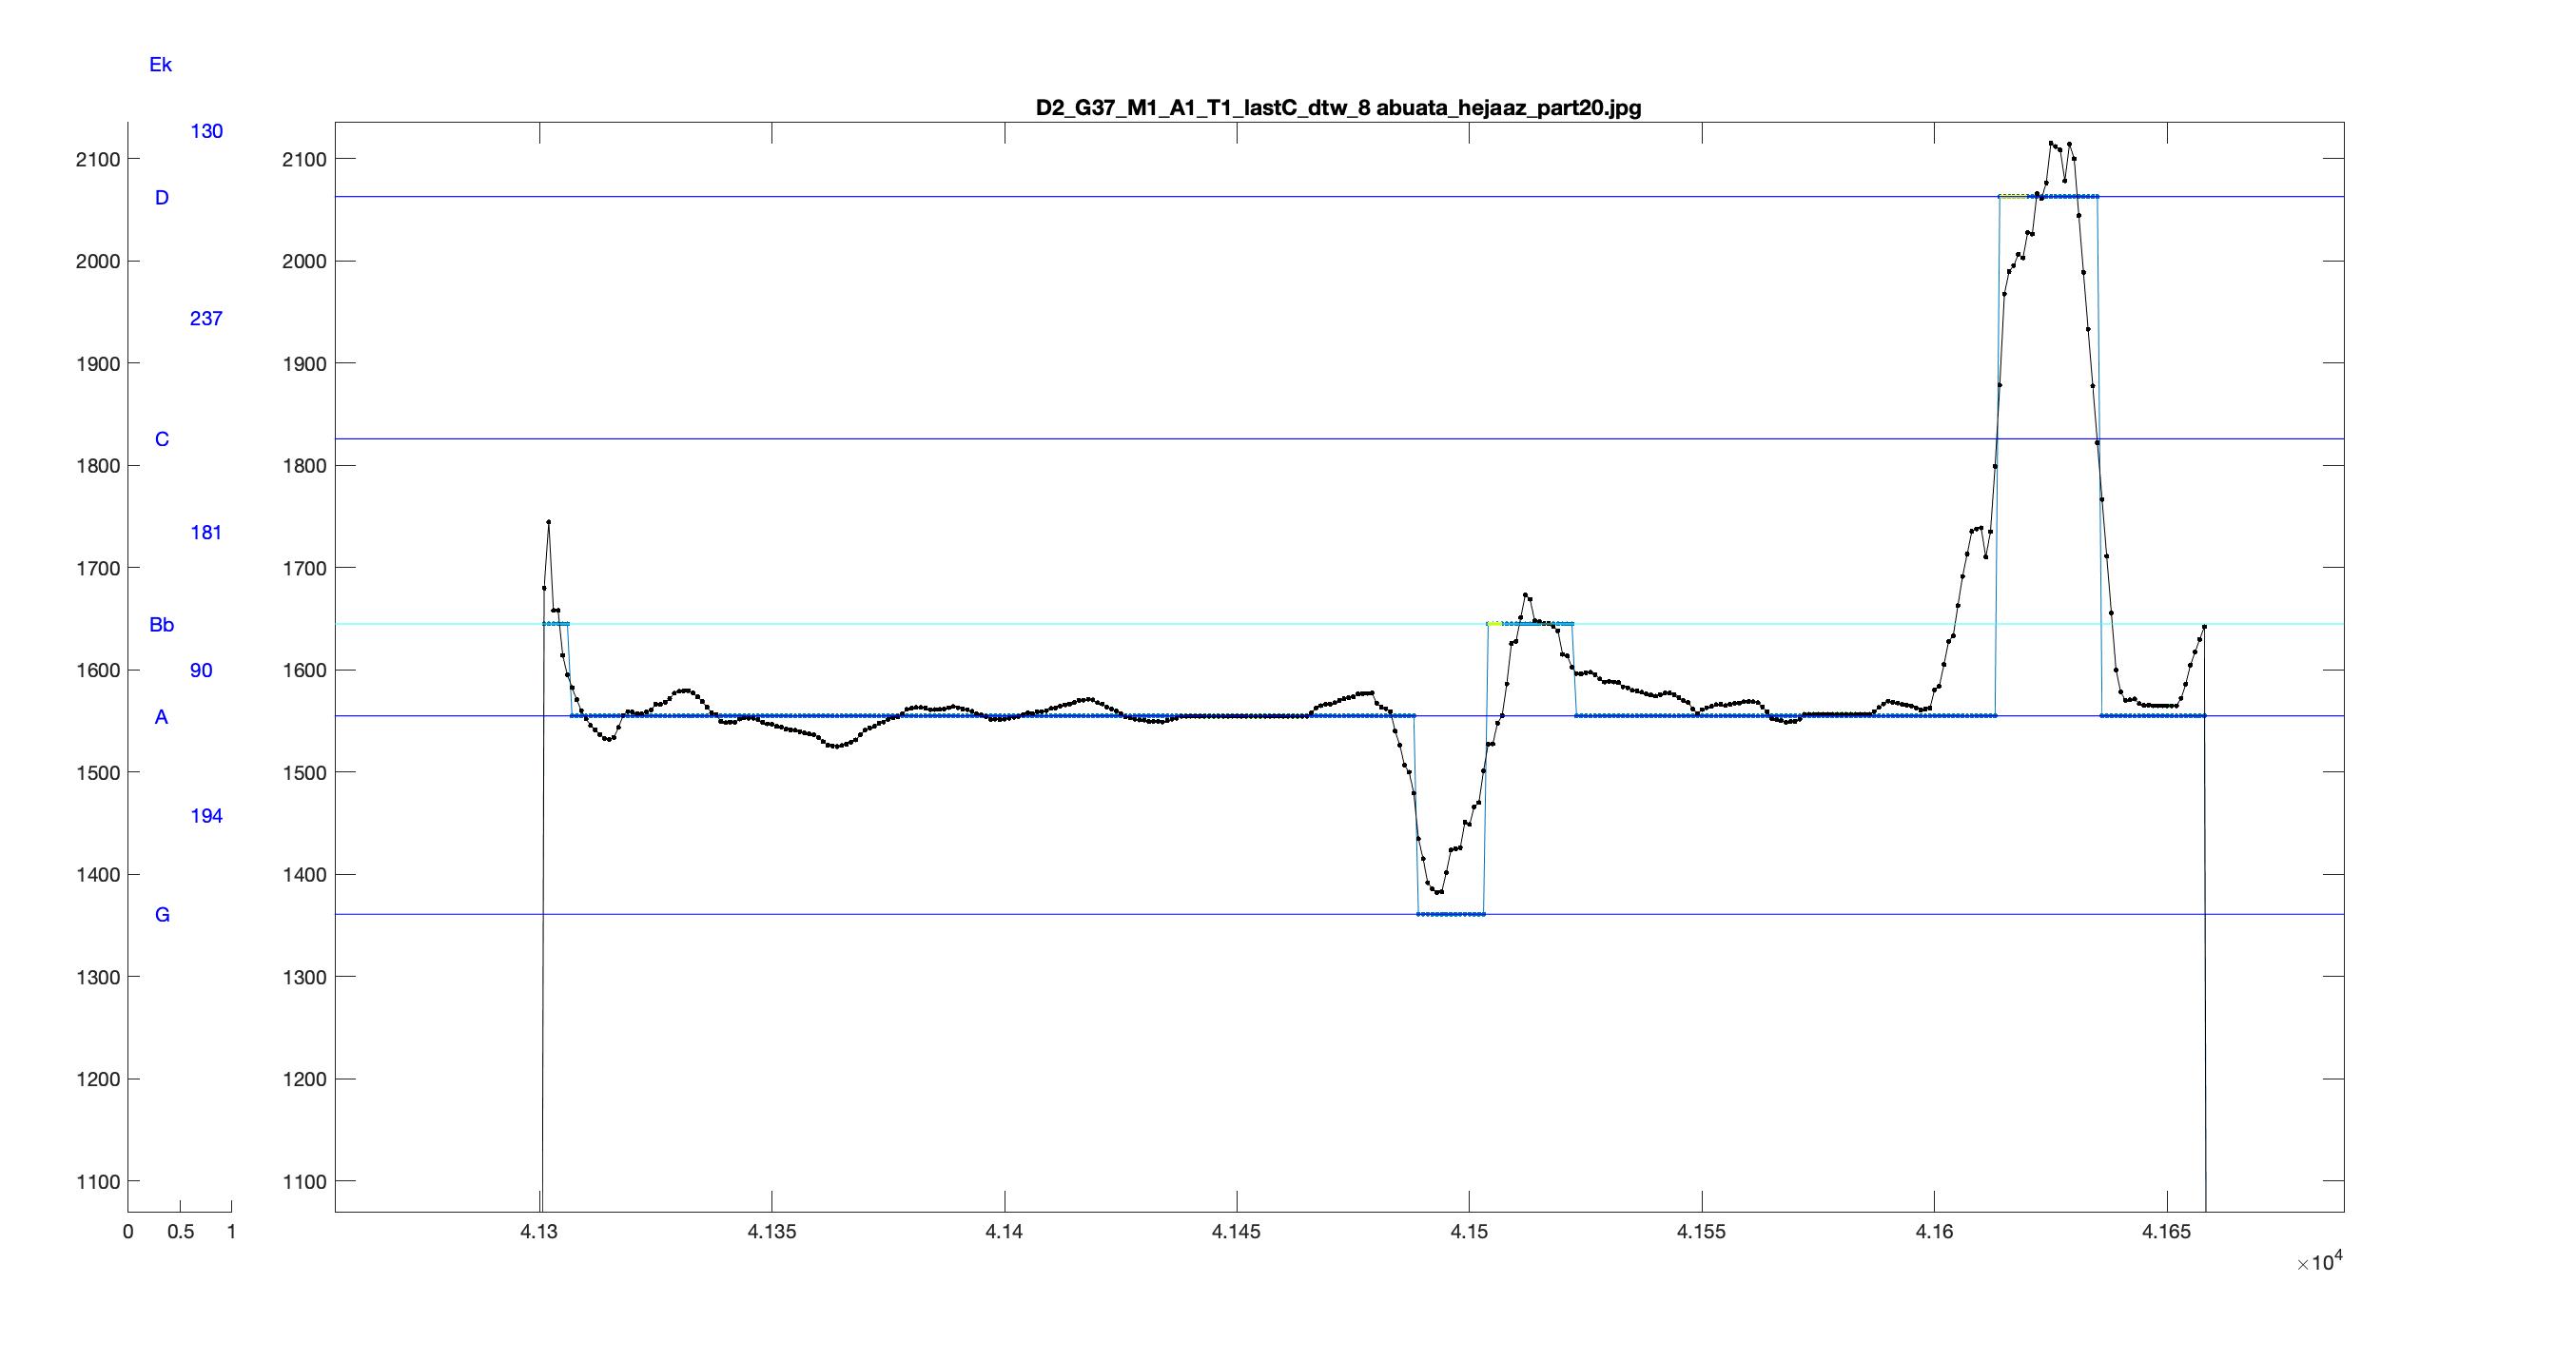 Ek
D2_G37_M1_A1_T1_lastC_dtw_8 abuata_hejaaz_part20.jpg
130
2100 2100
D
2000 2000
237
1900 1900
C
1800 1800
181
1700 1700
Bb
1600 90 1600
A
1500 1500
194
1400 1400
G
1300 1300
1200 1200
1100 1100
0 0.5 1 4.13 4.135 4.14 4.145 4.15 4.155 4.16 4.165
×10^4